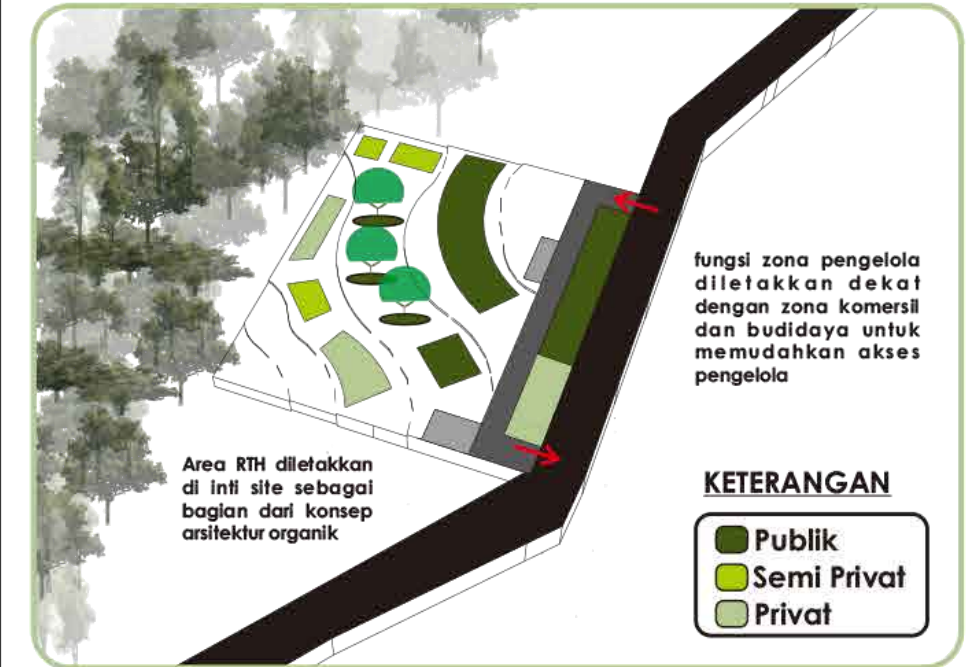 fungsi zona pengelola
diletakkan dekat
dengan zona komersil
dan budidaya untuk
memudahkan akses
pengelola
Area RTH diletakkan
di inti site sebagai
bagian dari konsep
arsitektur organik
KETERANGAN
Publik
Semi Privat
Privat